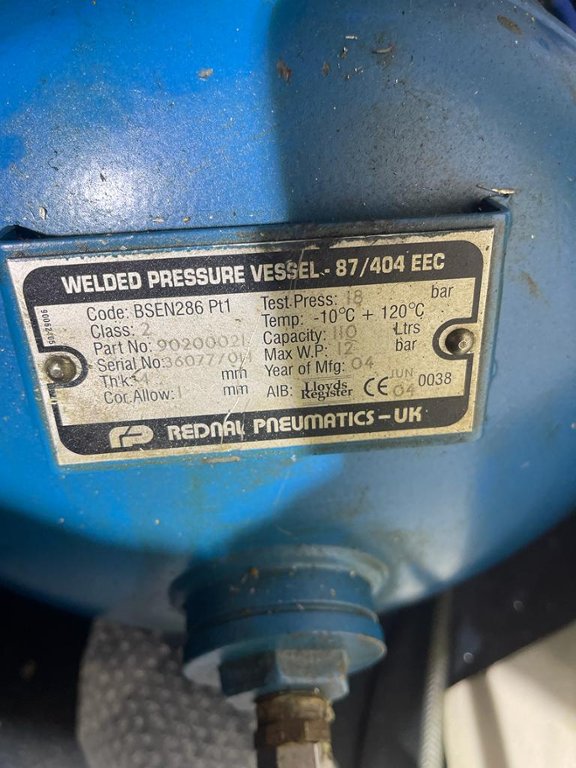 WELDED PRESSURE VESSEL - 87/404 EEC
Code: BSEN286 Pt1
Class: 2
Part No: 90200021
Serial No:
Thk: 4 mm
Cor. Allow: 1 mm
Test Press: 18 bar
Temp: -10°C + 120°C
Capacity: 110 Ltrs
Max W.P: 12 bar
Year of Mfg: 04
AIB: Lloyds Register CE JUN 04 0038
REDNAL PNEUMATICS - UK